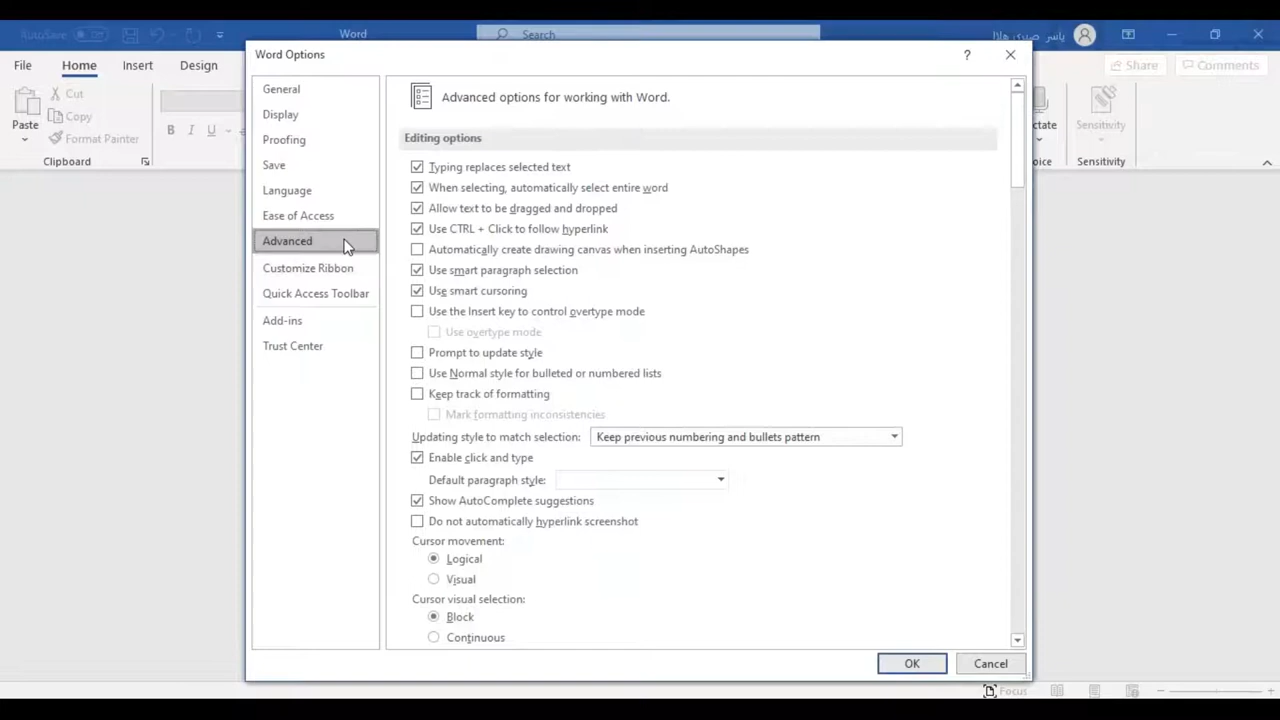 AutoSave Off
Word
Search
ياسر صبدى هلالا
File Home Insert Design
Share Comments
Paste
Cut
Copy
Format Painter
Clipboard
B I U
Sensitivity
Sensitivity
Word Options
General
Display
Proofing
Save
Language
Ease of Access
Advanced
Customize Ribbon
Quick Access Toolbar
Add-ins
Trust Center
Advanced options for working with Word.
Editing options
Typing replaces selected text
When selecting, automatically select entire word
Allow text to be dragged and dropped
Use CTRL + Click to follow hyperlink
Automatically create drawing canvas when inserting AutoShapes
Use smart paragraph selection
Use smart cursoring
Use the Insert key to control overtype mode
Use overtype mode
Prompt to update style
Use Normal style for bulleted or numbered lists
Keep track of formatting
Mark formatting inconsistencies
Updating style to match selection: Keep previous numbering and bullets pattern
Enable click and type
Default paragraph style:
Show AutoComplete suggestions
Do not automatically hyperlink screenshot
Cursor movement:
Logical
Visual
Cursor visual selection:
Block
Continuous
OK Cancel
Focus